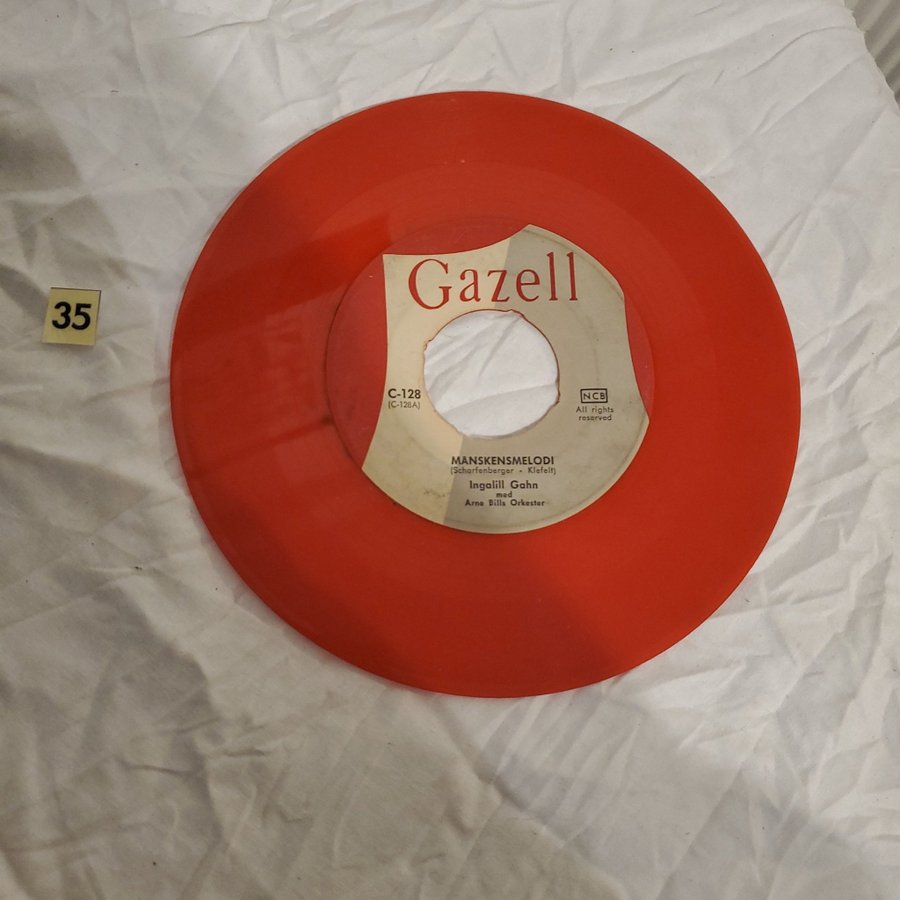 35
Gazell
C-128
(C-128A)
NCB
All rights
reserved
MÅNSKENSMELODI
(Scharfenberger - Klefelt)
Ingalill Gahn
med
Arne Bills Orkester